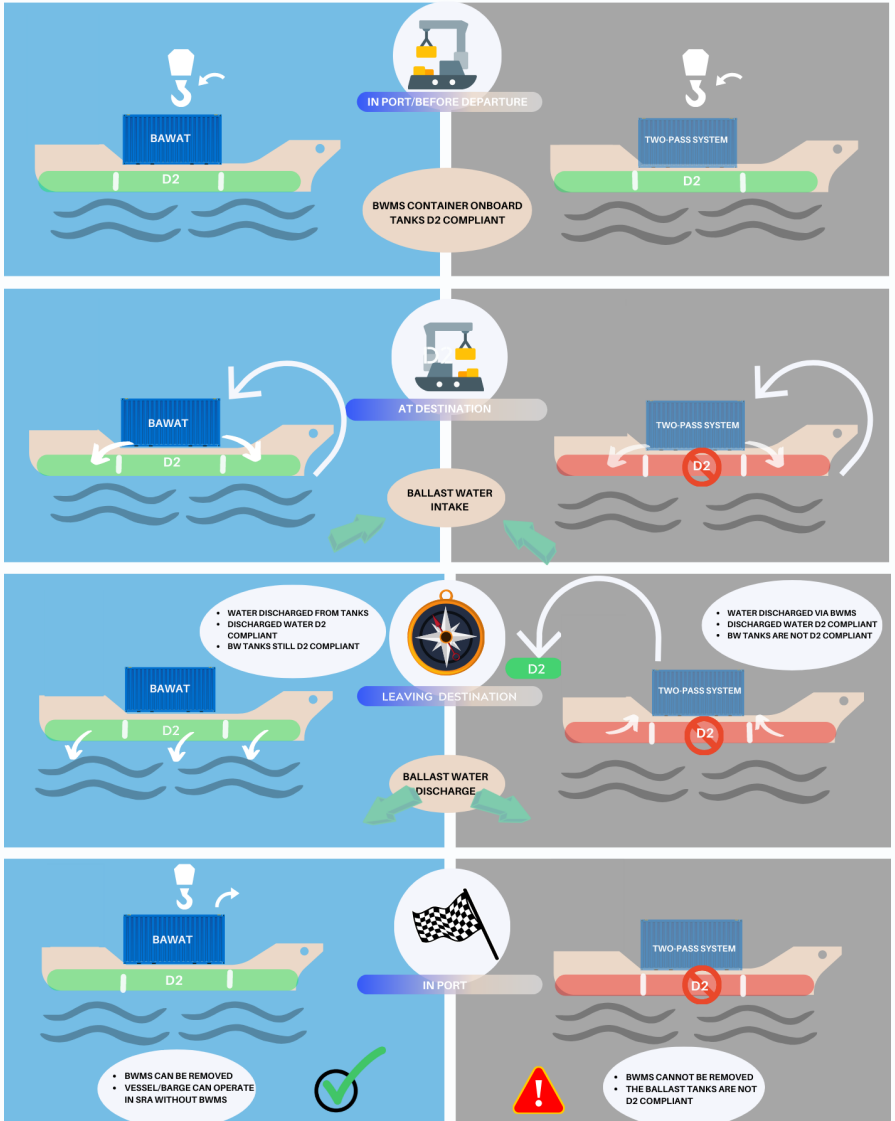 IN PORT/BEFORE DEPARTURE
BAWAT
D2
TWO-PASS SYSTEM
D2
BWMS CONTAINER ONBOARD
TANKS D2 COMPLIANT
D2
AT DESTINATION
BAWAT
D2
TWO-PASS SYSTEM
D2
BALLAST WATER
INTAKE
• WATER DISCHARGED FROM TANKS
• DISCHARGED WATER D2
COMPLIANT
• BW TANKS STILL D2 COMPLIANT
• WATER DISCHARGED VIA BWMS
• DISCHARGED WATER D2 COMPLIANT
• BW TANKS ARE NOT D2 COMPLIANT
D2
LEAVING DESTINATION
BAWAT
D2
TWO-PASS SYSTEM
D2
BALLAST WATER
DISCHARGE
BAWAT
D2
TWO-PASS SYSTEM
D2
IN PORT
• BWMS CAN BE REMOVED
• VESSEL/BARGE CAN OPERATE
IN SRA WITHOUT BWMS
!
• BWMS CANNOT BE REMOVED
• THE BALLAST TANKS ARE NOT
D2 COMPLIANT